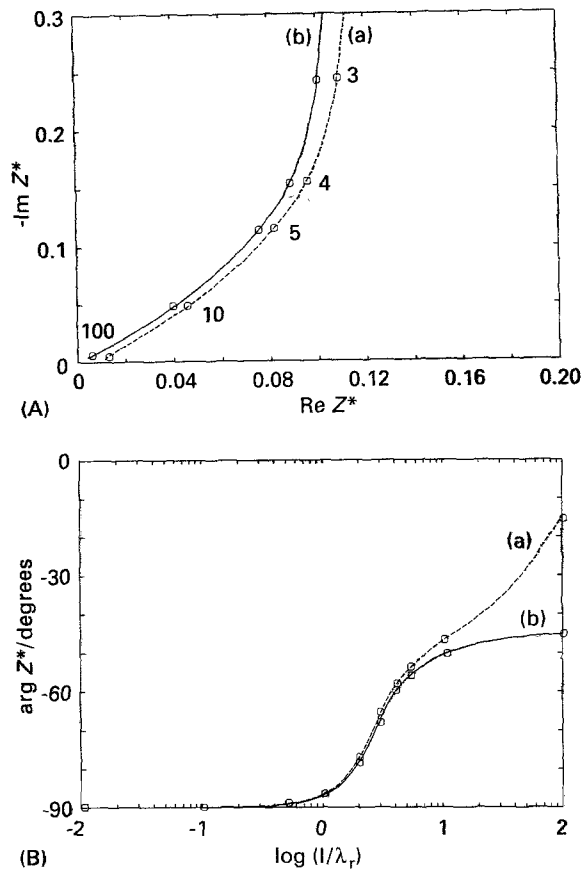 0.3
(b)
(a)
3
0.2
-Im Z*
4
5
0.1
100
10
0
0
0.04
0.08
0.12
0.16
0.20
(A)
Re Z*
0
(a)
-30
arg Z*/degrees
(b)
-60
-90
-2
-1
0
1
2
(B)
log (l/λr)